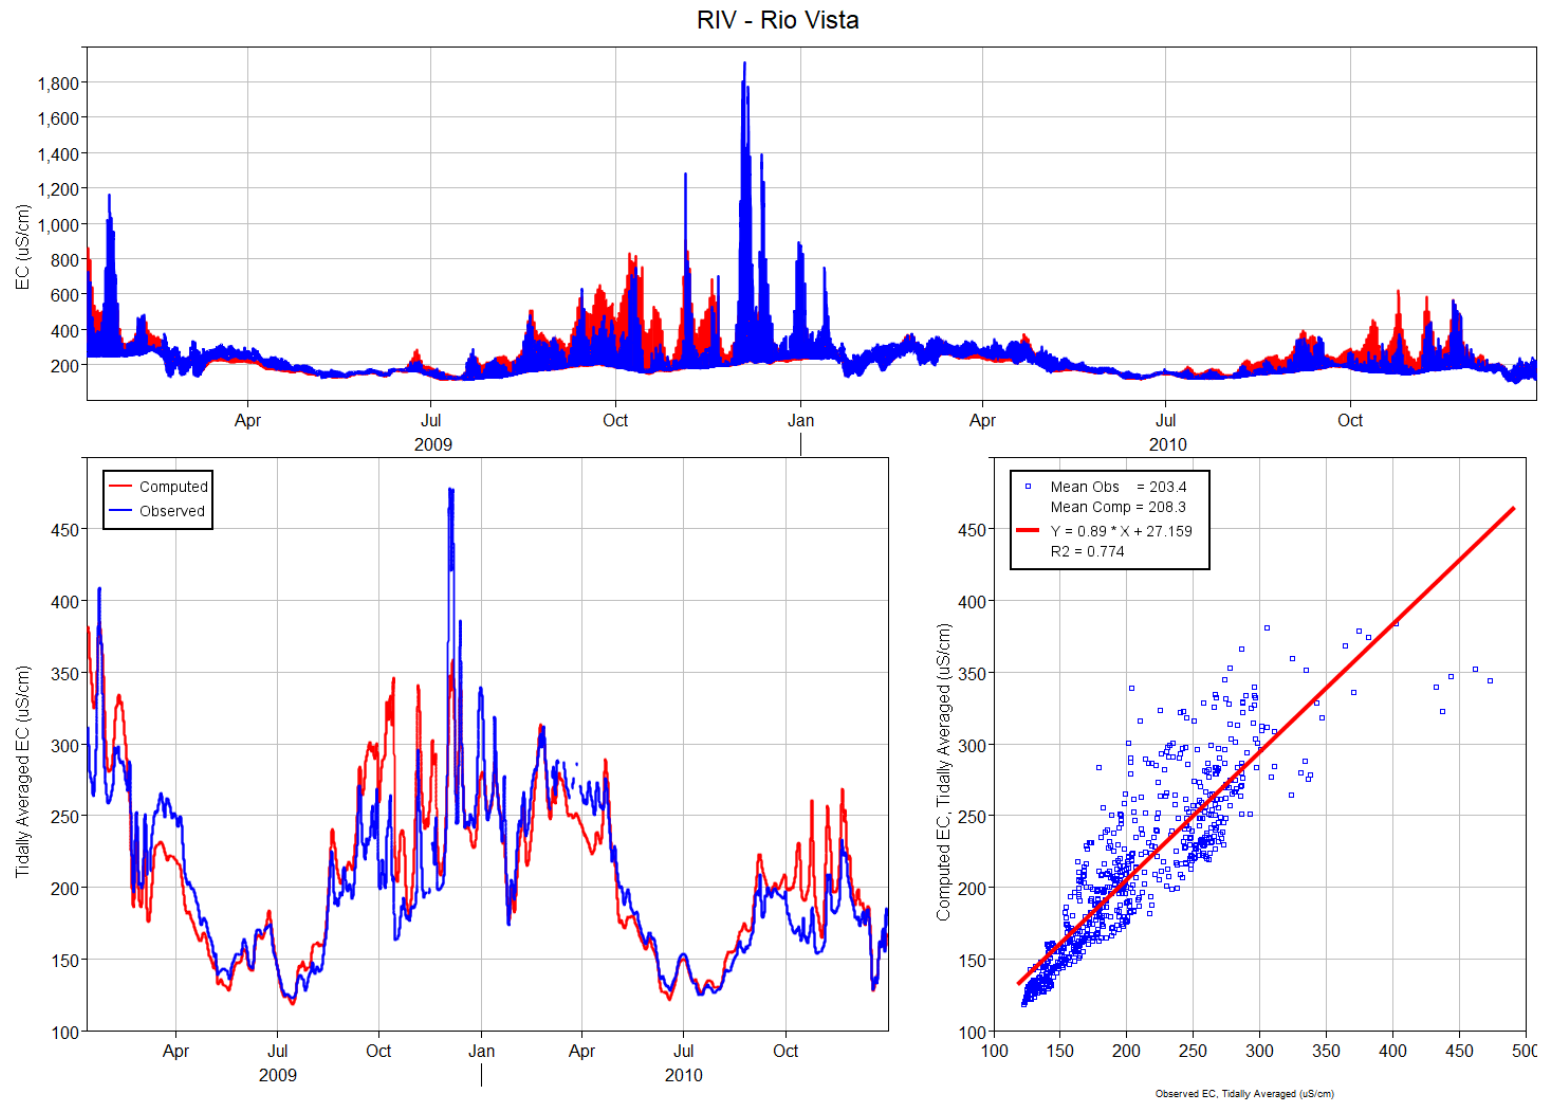 RIV - Rio Vista
EC (uS/cm)
1,800
1,600
1,400
1,200
1,000
800
600
400
200
Apr Jul Oct Jan Apr Jul Oct
2009 2010
Tidally Averaged EC (uS/cm)
Computed
Observed
450
400
350
300
250
200
150
100
Apr Jul Oct Jan Apr Jul Oct
2009 2010
Computed EC, Tidally Averaged (uS/cm)
Mean Obs = 203.4
Mean Comp = 208.3
Y = 0.89 * X + 27.159
R2 = 0.774
450
400
350
300
250
200
150
100
100 150 200 250 300 350 400 450 500
Observed EC, Tidally Averaged (uS/cm)